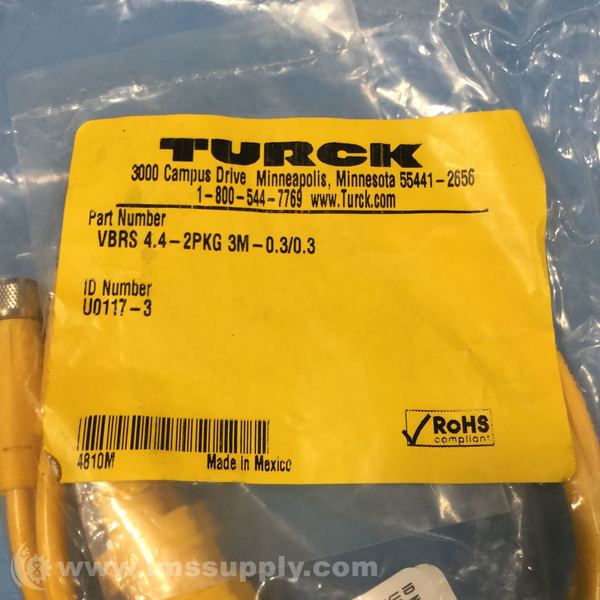 TURCK
3000 Campus Drive Minneapolis, Minnesota 55441-2656
1-800-544-7769 www.Turck.com
Part Number
VBRS 4.4-2PKG 3M-0.3/0.3
ID Number
U0117-3
RoHS
compliant
4810M
Made in Mexico
www.imssupply.com
ID